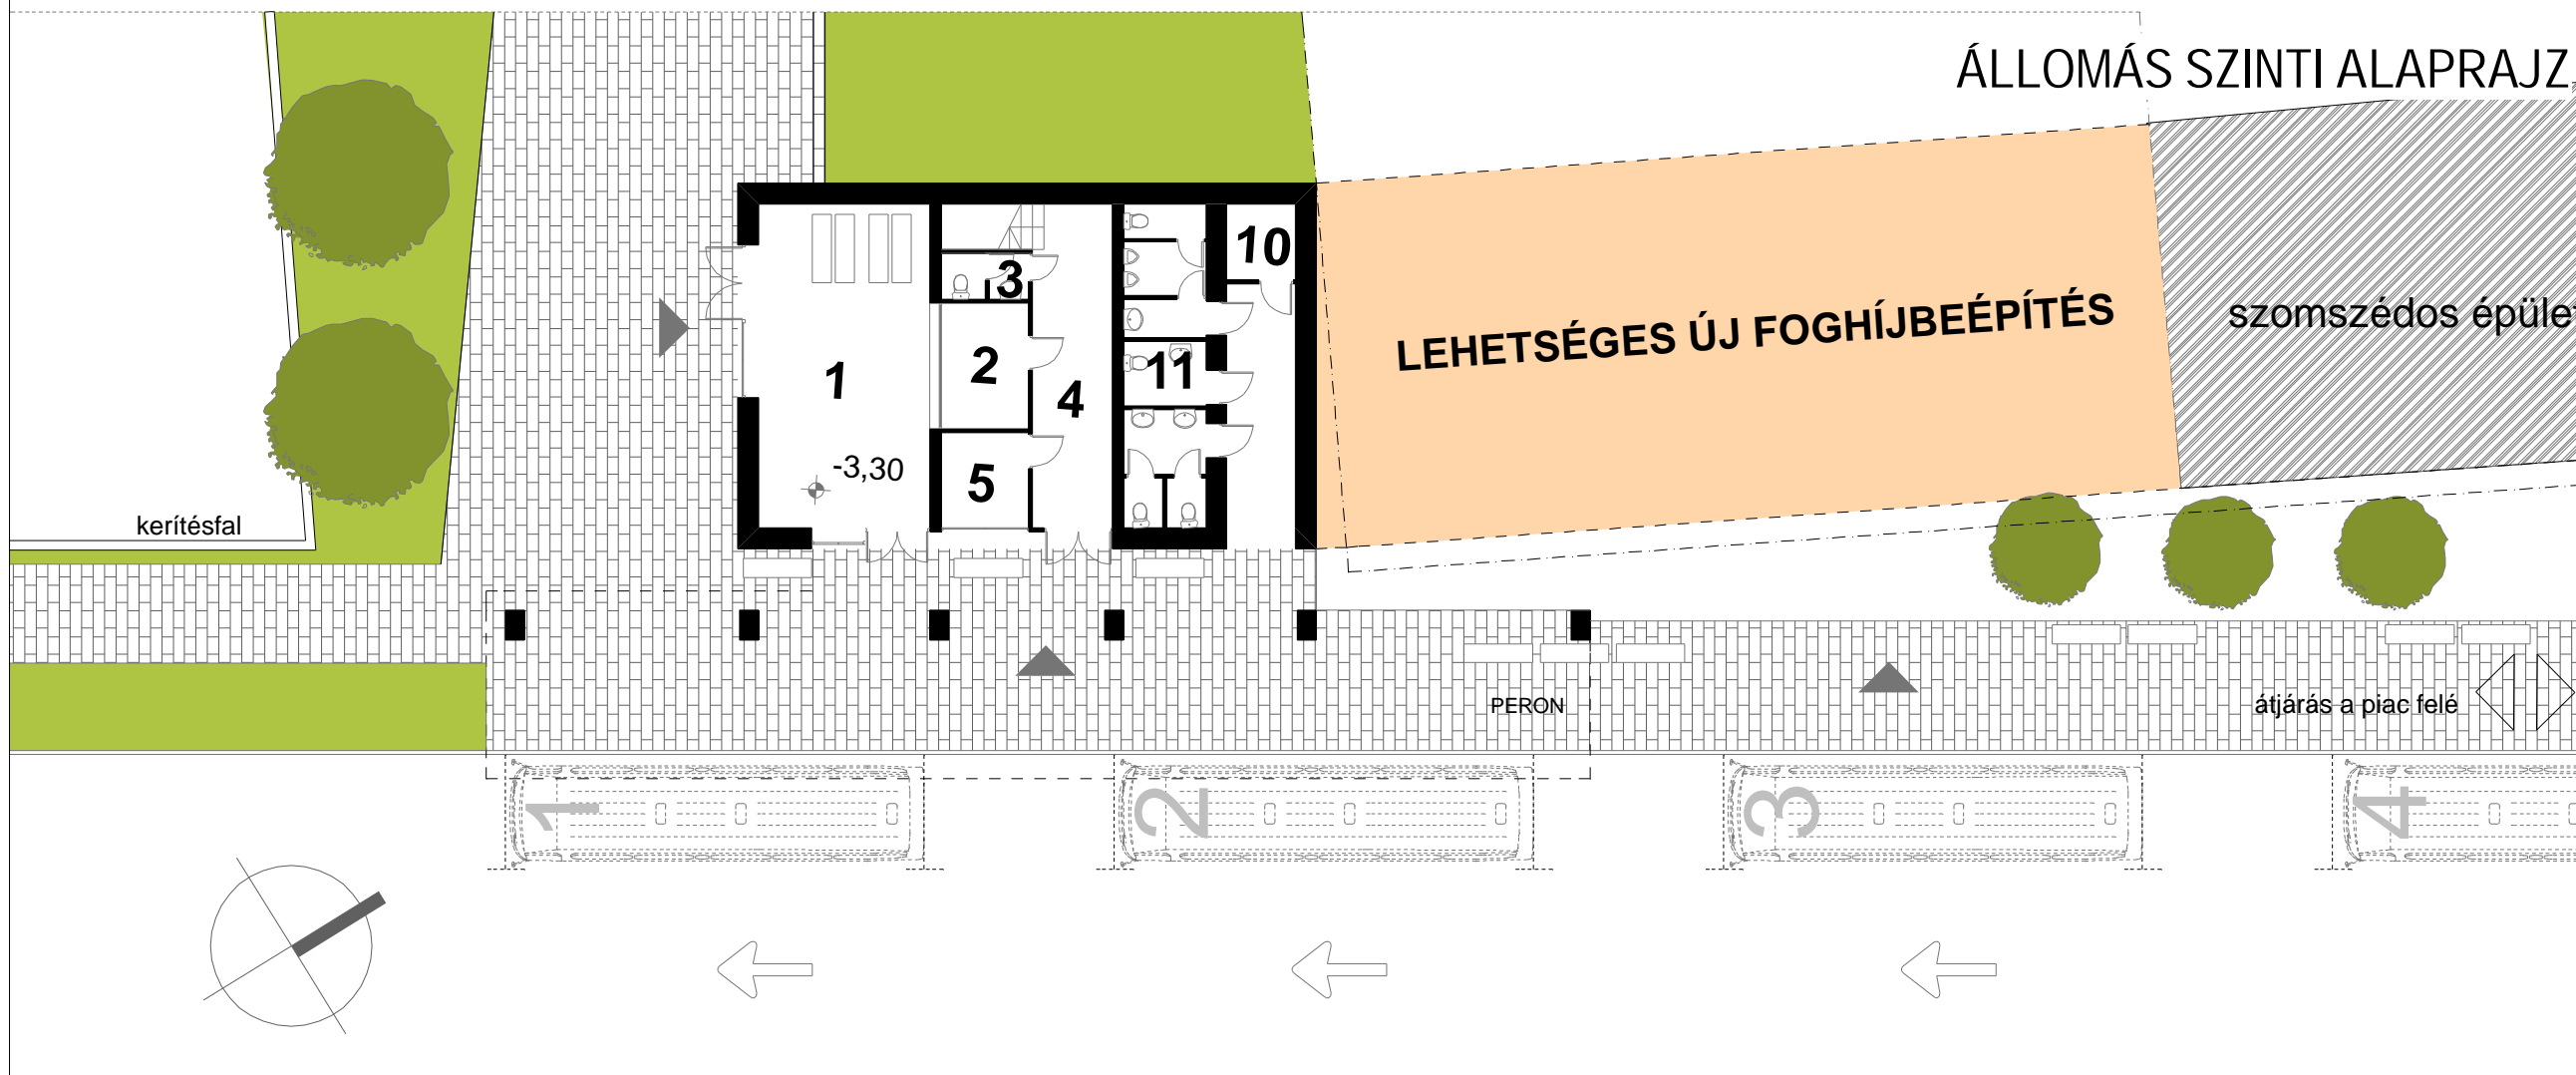 ÁLLOMÁS SZINTI ALAPRAJZ
10
3
LEHETSÉGES ÚJ FOGHÍJBEÉPÍTÉS
szomszédos épület
1
2
4
11
-3,30
5
kerítésfal
PERON
átjárás a piac felé
1
2
3
4